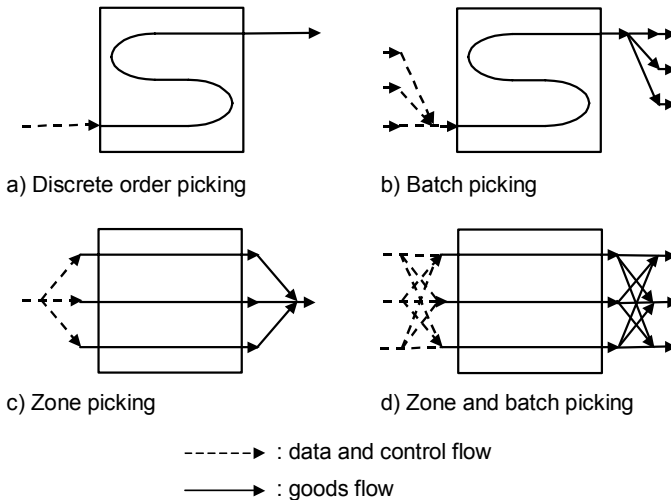 a) Discrete order picking
b) Batch picking
c) Zone picking
d) Zone and batch picking
: data and control flow
: goods flow